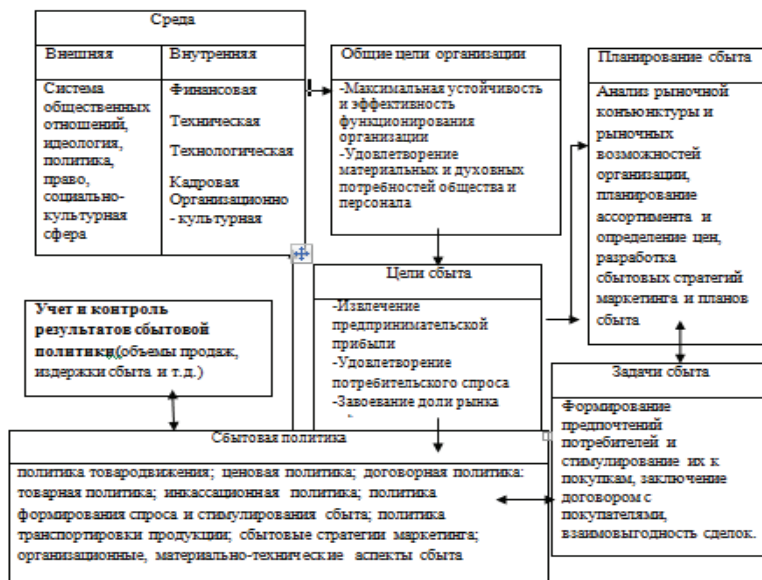 Среда
Внешняя
Система
общественных
отношений,
идеология,
политика,
право,
социально-
культурная
сфера
Внутренняя
Финансовая
Техническая
Технологическая
Кадровая
Организационно
- культурная
Общие цели организации
-Максимальная устойчивость
и эффективность
функционирования
организации
-Удовлетворение
материальных и духовных
потребностей общества и
персонала
Планирование сбыта
Анализ рыночной
конъюнктуры и
рыночных
возможностей
организации,
планирование
ассортимента и
определение цен,
разработка
сбытовых стратегий
маркетинга и планов
сбыта
Цели сбыта
-Извлечение
предпринимательской
прибыли
-Удовлетворение
потребительского спроса
-Завоевание доли рынка
Учет и контроль
результатов сбытовой
политики(объемы продаж,
издержки сбыта и т.д.)
Задачи сбыта
Формирование
предпочтений
потребителей и
стимулирование их к
покупкам, заключение
договором с
покупателями,
взаимовыгодность сделок.
Сбытовая политика
политика товародвижения; ценовая политика; договорная политика:
товарная политика; инкассационная политика; политика
формирования спроса и стимулирования сбыта; политика
транспортировки продукции; сбытовые стратегии маркетинга;
организационные, материально-технические аспекты сбыта